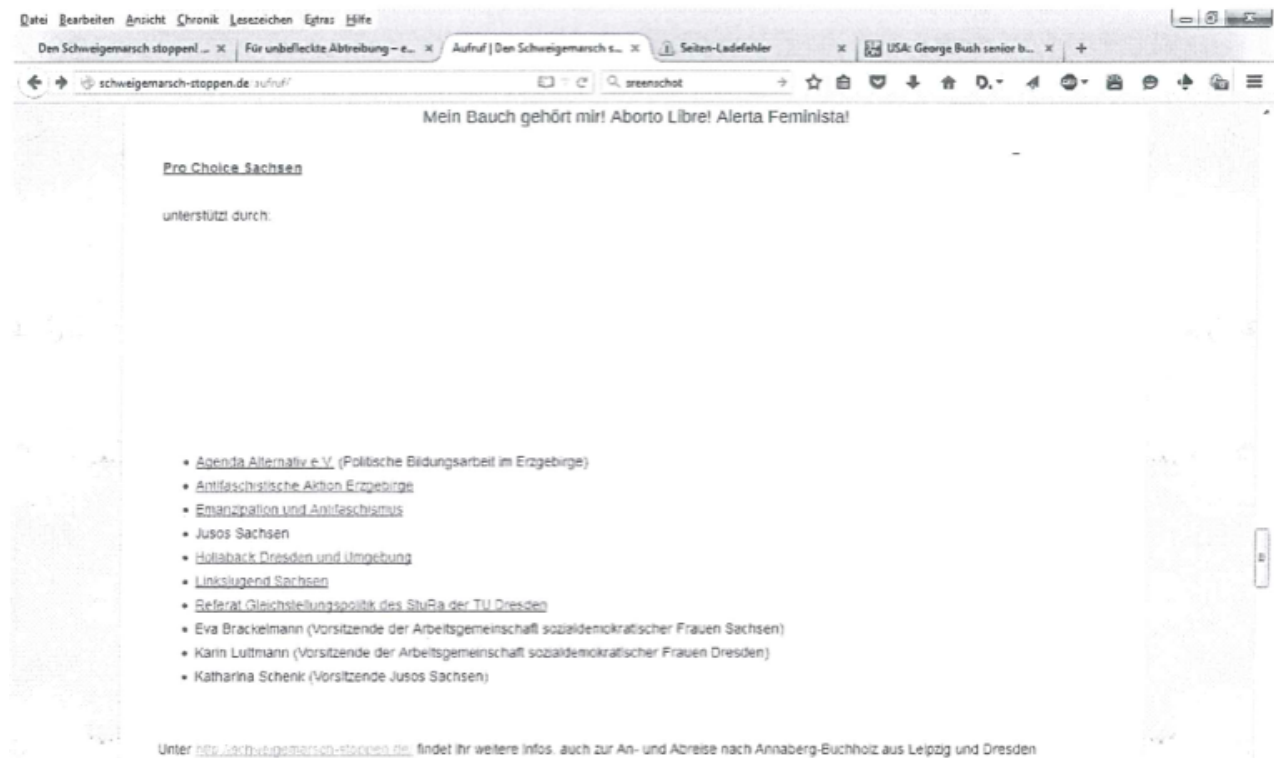 Datei Bearbeiten Ansicht Chronik Lesezeichen Extras Hilfe
Den Schweigemarsch stoppen! ... × Für unbefleckte Abtreibung – e... × Aufruf | Den Schweigemarsch s... × Seiten-Ladefehler × USA: George Bush senior b... × +
schweigemarsch-stoppen.de/aufruf/ sreenschot
Mein Bauch gehört mir! Aborto Libre! Alerta Feminista!
Pro Choice Sachsen
unterstützt durch:
• Agenda Alternativ e.V. (Politische Bildungsarbeit im Erzgebirge)
• Antifaschistische Aktion Erzgebirge
• Emanzipation und Antifaschismus
• Jusos Sachsen
• Hollaback Dresden und Umgebung
• Linksjugend Sachsen
• Referat Gleichstellungspolitik des StuRa der TU Dresden
• Eva Brackelmann (Vorsitzende der Arbeitsgemeinschaft sozialdemokratischer Frauen Sachsen)
• Karin Luttmann (Vorsitzende der Arbeitsgemeinschaft sozialdemokratischer Frauen Dresden)
• Katharina Schenk (Vorsitzende Jusos Sachsen)
Unter http://schweigemarsch-stoppen.de/ findet ihr weitere Infos, auch zur An- und Abreise nach Annaberg-Buchholz aus Leipzig und Dresden